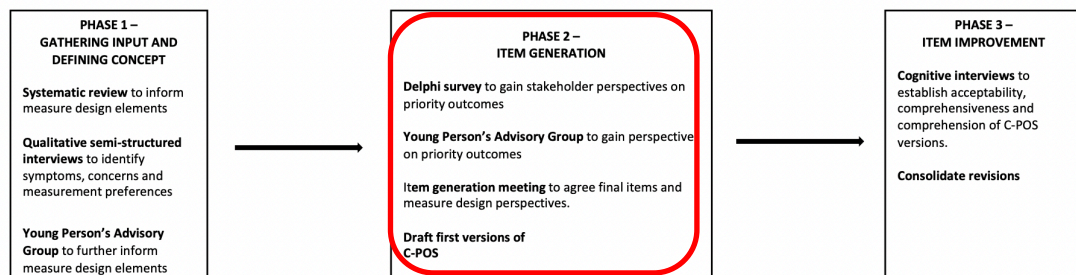 PHASE 1 –
GATHERING INPUT AND
DEFINING CONCEPT
Systematic review to inform
measure design elements
Qualitative semi-structured
interviews to identify
symptoms, concerns and
measurement preferences
Young Person’s Advisory
Group to further inform
measure design elements
PHASE 2 –
ITEM GENERATION
Delphi survey to gain stakeholder perspectives on
priority outcomes
Young Person’s Advisory Group to gain perspective
on priority outcomes
Item generation meeting to agree final items and
measure design perspectives.
Draft first versions of
C-POS
PHASE 3 –
ITEM IMPROVEMENT
Cognitive interviews to
establish acceptability,
comprehensiveness and
comprehension of C-POS
versions.
Consolidate revisions